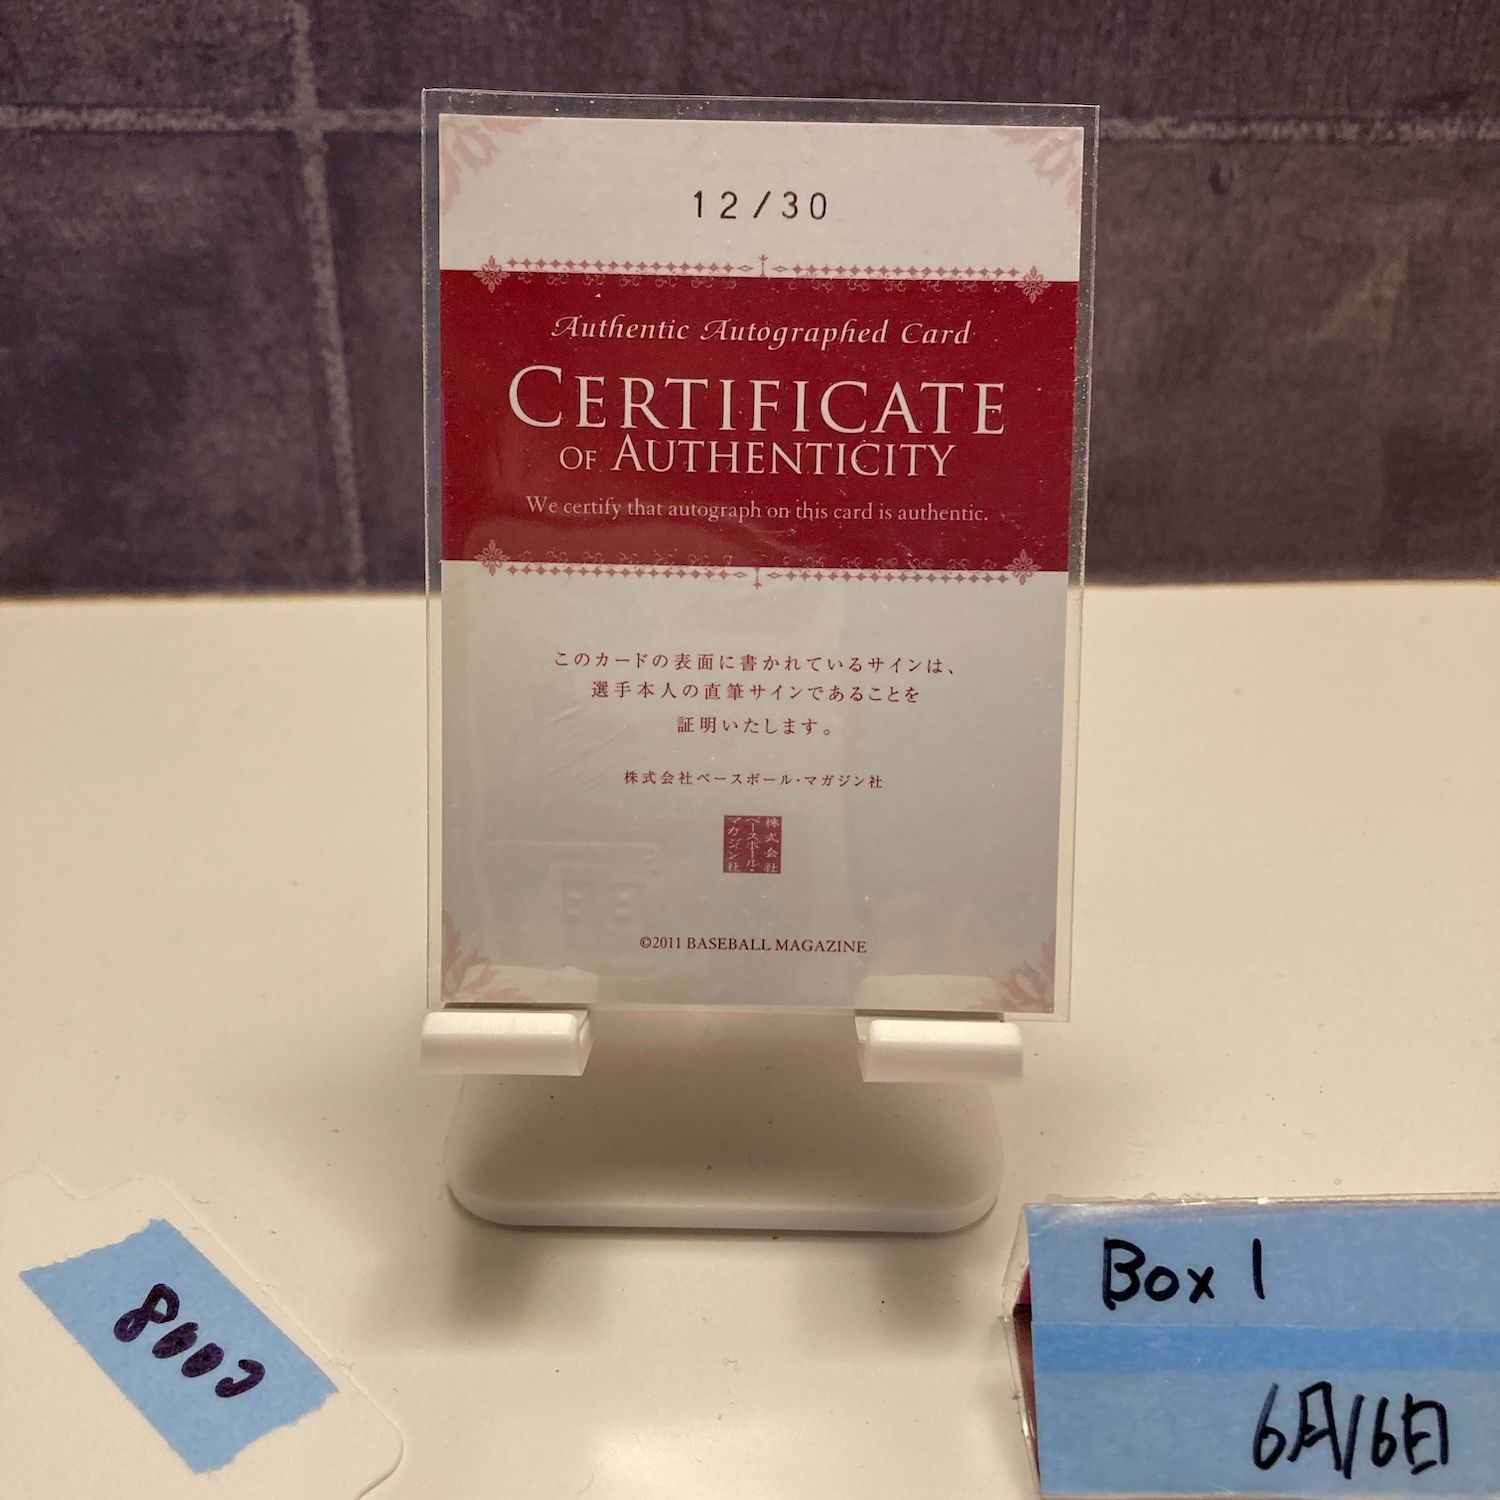 12/30
Authentic Autographed Card
CERTIFICATE
OF AUTHENTICITY
We certify that autograph on this card is authentic.
このカードの表面に書かれているサインは、
選手本人の直筆サインであることを
証明いたします。
株式会社ベースボール・マガジン社
株式会社
ベースボール・
マガジン社
©2011 BASEBALL MAGAZINE
Box 1
6月16日